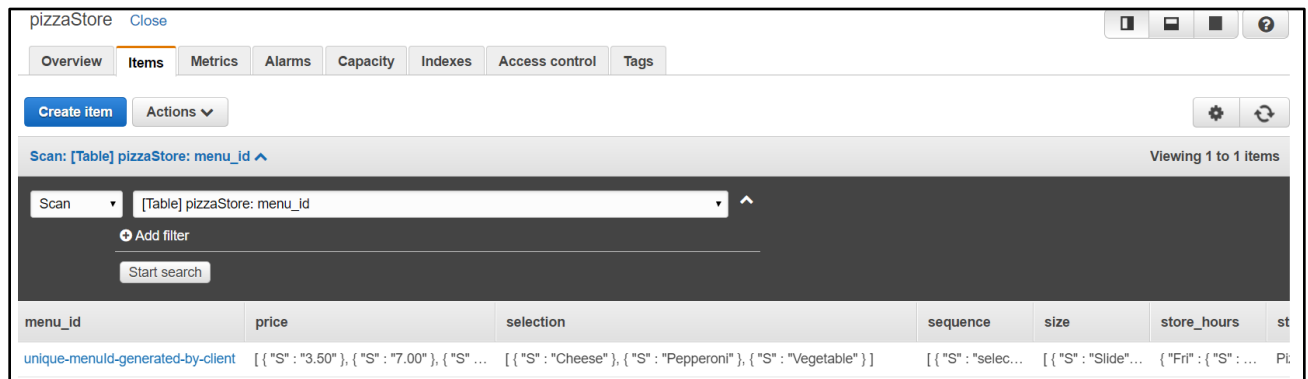 pizzaStore Close
Overview Items Metrics Alarms Capacity Indexes Access control Tags
Create item Actions
Scan: [Table] pizzaStore: menu_id Viewing 1 to 1 items
Scan [Table] pizzaStore: menu_id
Add filter
Start search
menu_id price selection sequence size store_hours st
unique-menuId-generated-by-client [ { "S" : "3.50" }, { "S" : "7.00" }, { "S" ... [ { "S" : "Cheese" }, { "S" : "Pepperoni" }, { "S" : "Vegetable" } ] [ { "S" : "selec... [ { "S" : "Slide"... { "Fri" : { "S" : ... Pi